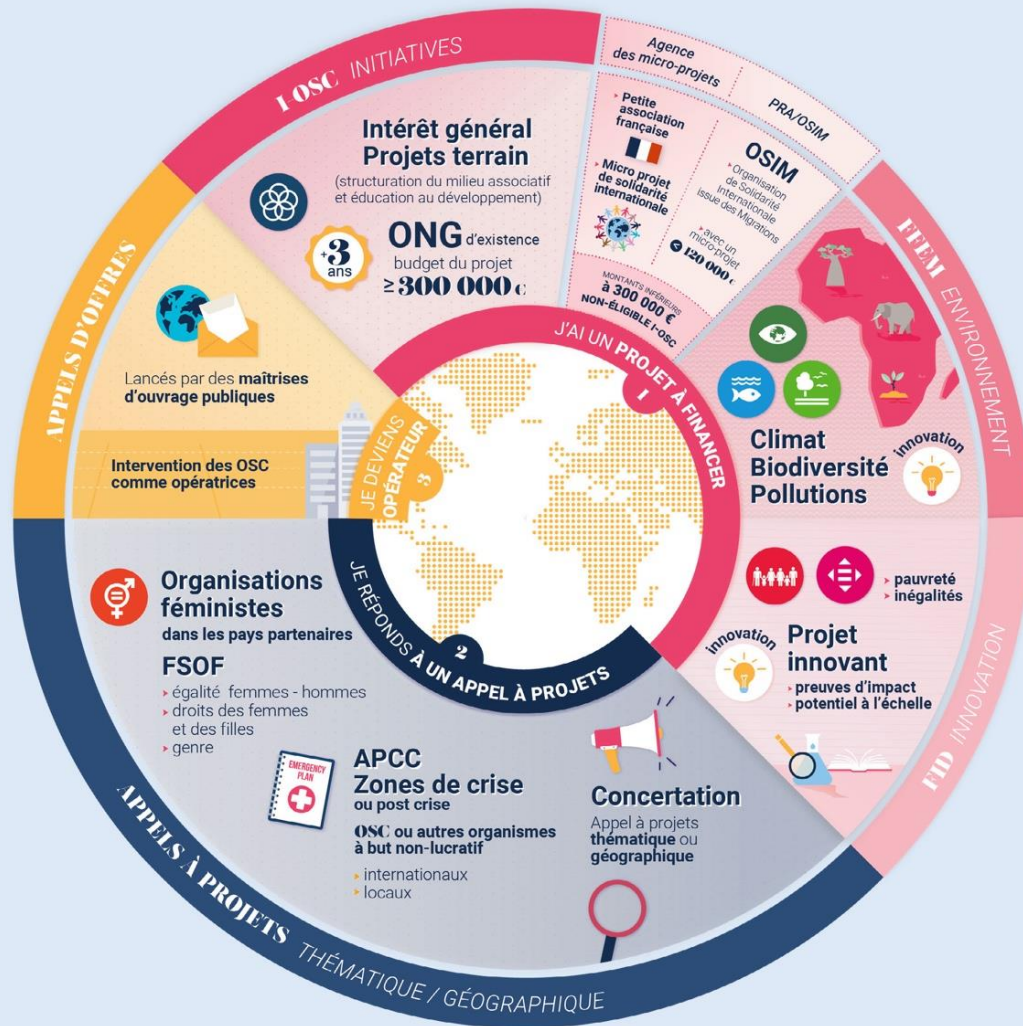 I-OSC INITIATIVES
Intérêt général
Projets terrain
(structuration du milieu associatif
et éducation au développement)
+3
ans
ONG d'existence
budget du projet
≥ 300 000 €
Agence
des micro-projets
Petite
association
française
Micro projet
de solidarité
internationale
PRA/OSIM
OSIM
Organisation
de Solidarité
Internationale
issue des Migrations
avec un
micro-projet
< 120 000 €
MONTANTS INFÉRIEURS
à 300 000 €
NON-ÉLIGIBLE I-OSC
FFEM ENVIRONNEMENT
Climat
Biodiversité
Pollutions
innovation
FID INNOVATION
pauvreté
inégalités
innovation
Projet
innovant
preuves d'impact
potentiel à l'échelle
J'AI UN PROJET À FINANCER
1
APPELS À PROJETS THÉMATIQUE / GÉOGRAPHIQUE
JE RÉPONDS À UN APPEL À PROJETS
2
Organisations
féministes
dans les pays partenaires
FSOF
égalité femmes - hommes
droits des femmes
et des filles
genre
EMERGENCY
PLAN
APCC
Zones de crise
ou post crise
OSC ou autres organismes
à but non-lucratif
internationaux
locaux
Concertation
Appel à projets
thématique ou
géographique
APPELS D'OFFRES
Lancés par des maîtrises
d'ouvrage publiques
Intervention des OSC
comme opératrices
JE DEVIENS
OPÉRATEUR
3